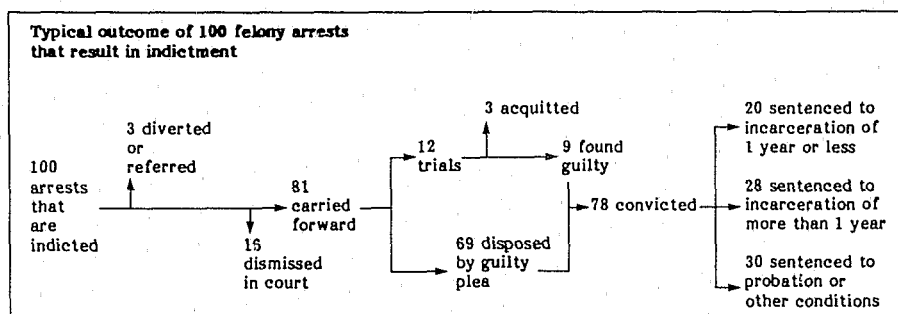 Typical outcome of 100 felony arrests
that result in indictment
100
arrests
that
are
indicted
3 diverted
or
referred
16
dismissed
in court
81
carried
forward
12
trials
3 acquitted
9 found
guilty
69 disposed
by guilty
plea
78 convicted
20 sentenced to
incarceration of
1 year or less
28 sentenced to
incarceration of
more than 1 year
30 sentenced to
probation or
other conditions